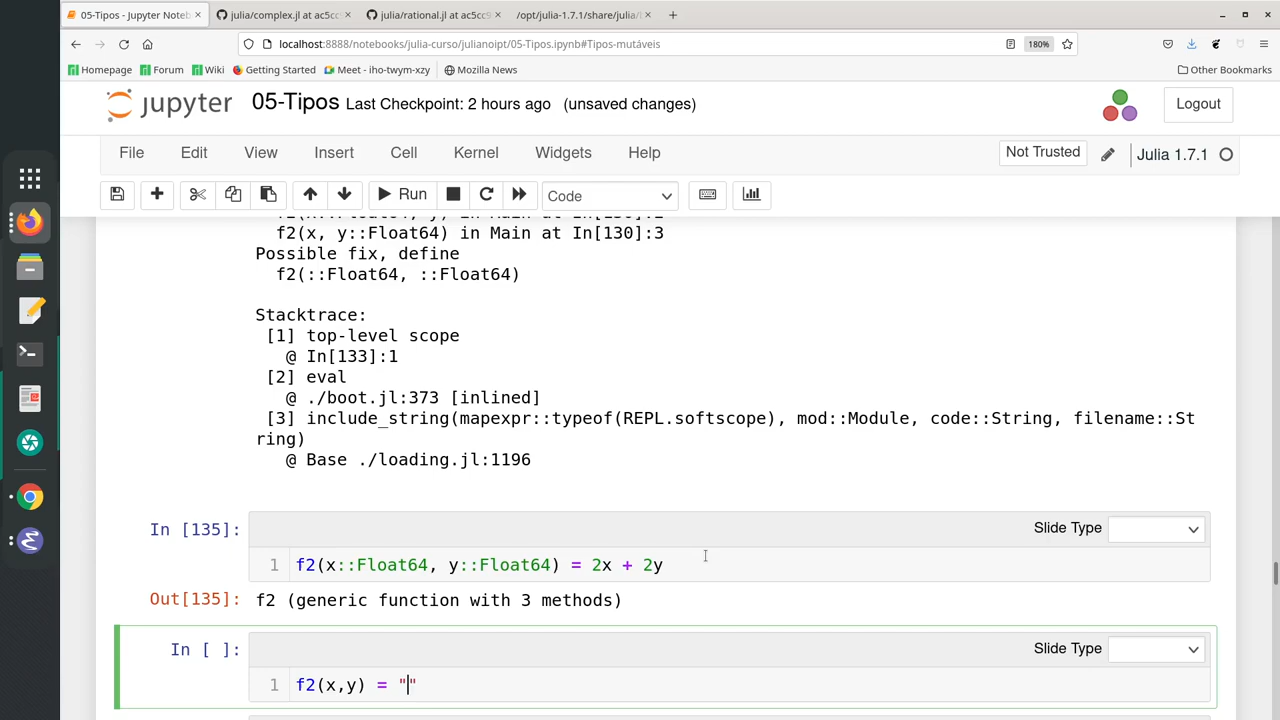 05-Tipos - Jupyter Noteb
julia/complex.jl at ac5cc
julia/rational.jl at ac5cc9
/opt/julia-1.7.1/share/julia/
localhost:8888/notebooks/julia-curso/julianoipt/05-Tipos.ipynb#Tipos-mutáveis
180%
Homepage
Forum
Wiki
Getting Started
Meet - iho-twym-xzy
Mozilla News
Other Bookmarks
jupyter
05-Tipos
Last Checkpoint: 2 hours ago
(unsaved changes)
Logout
File
Edit
View
Insert
Cell
Kernel
Widgets
Help
Not Trusted
Julia 1.7.1
Run
Code
f2(x, y::Float64) in Main at In[130]:3
Possible fix, define
f2(::Float64, ::Float64)
Stacktrace:
[1] top-level scope
@ In[133]:1
[2] eval
@ ./boot.jl:373 [inlined]
[3] include_string(mapexpr::typeof(REPL.softscope), mod::Module, code::String, filename::St
ring)
@ Base ./loading.jl:1196
In [135]:
Slide Type
1 f2(x::Float64, y::Float64) = 2x + 2y
Out[135]: f2 (generic function with 3 methods)
In [ ]:
Slide Type
1 f2(x,y) = ""